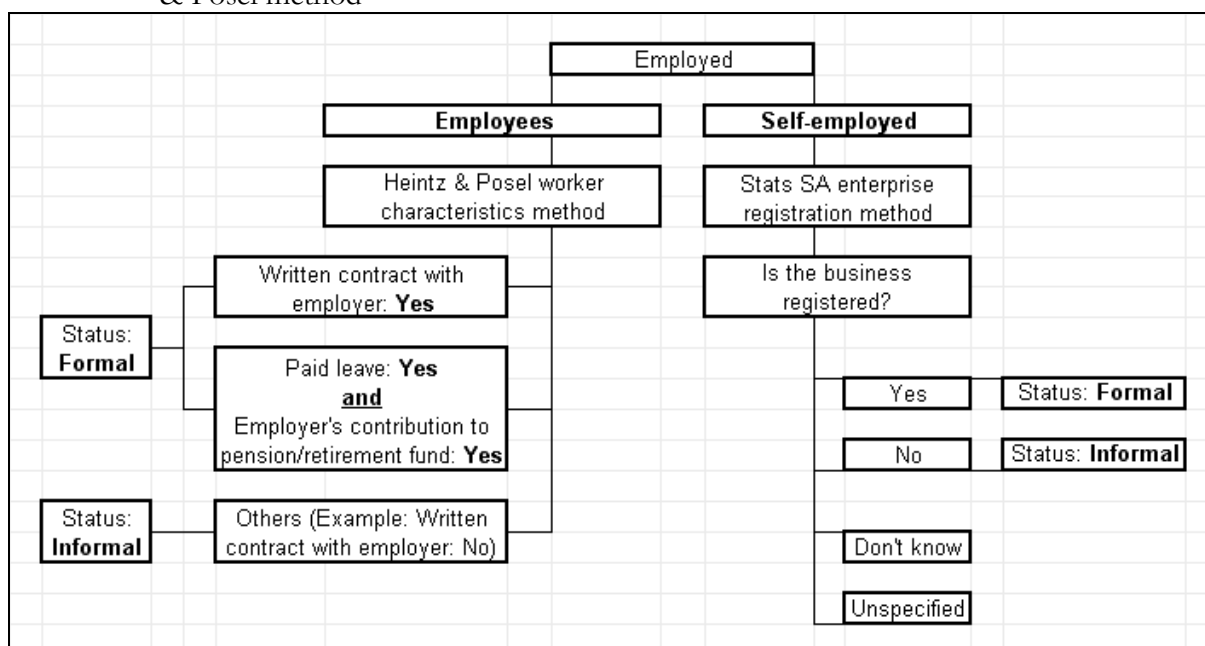 & Posel method
Employed
Employees
Self-employed
Heintz & Posel worker
characteristics method
Stats SA enterprise
registration method
Written contract with
employer: Yes
Is the business
registered?
Status:
Formal
Paid leave: Yes
and
Employer's contribution to
pension/retirement fund: Yes
Yes
Status: Formal
No
Status: Informal
Status:
Informal
Others (Example: Written
contract with employer: No)
Don't know
Unspecified